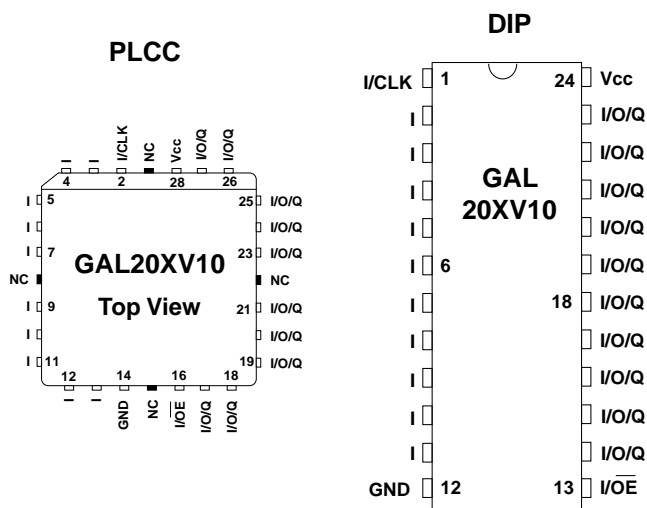 PLCC
I
I
I/CLK
NC
Vcc
I/O/Q
I/O/Q
4
2
28
26
I 5
25 I/O/Q
I
I/O/Q
I 7
23 I/O/Q
NC
GAL20XV10
NC
I 9
Top View
21 I/O/Q
I
I/O/Q
I 11
19 I/O/Q
12
14
16
18
I
I
GND
NC
I/O̅E̅
I/O/Q
I/O/Q
DIP
I/CLK 1
24 Vcc
I
I/O/Q
I
I/O/Q
GAL
20XV10
I
I/O/Q
I
I/O/Q
I 6
I/O/Q
I
18 I/O/Q
I
I/O/Q
I
I/O/Q
I
I/O/Q
I
I/O/Q
GND 12
13 I/O̅E̅